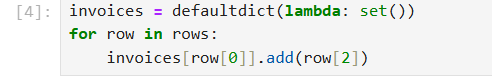 [4]: invoices = defaultdict(lambda: set())
for row in rows:
    invoices[row[0]].add(row[2])